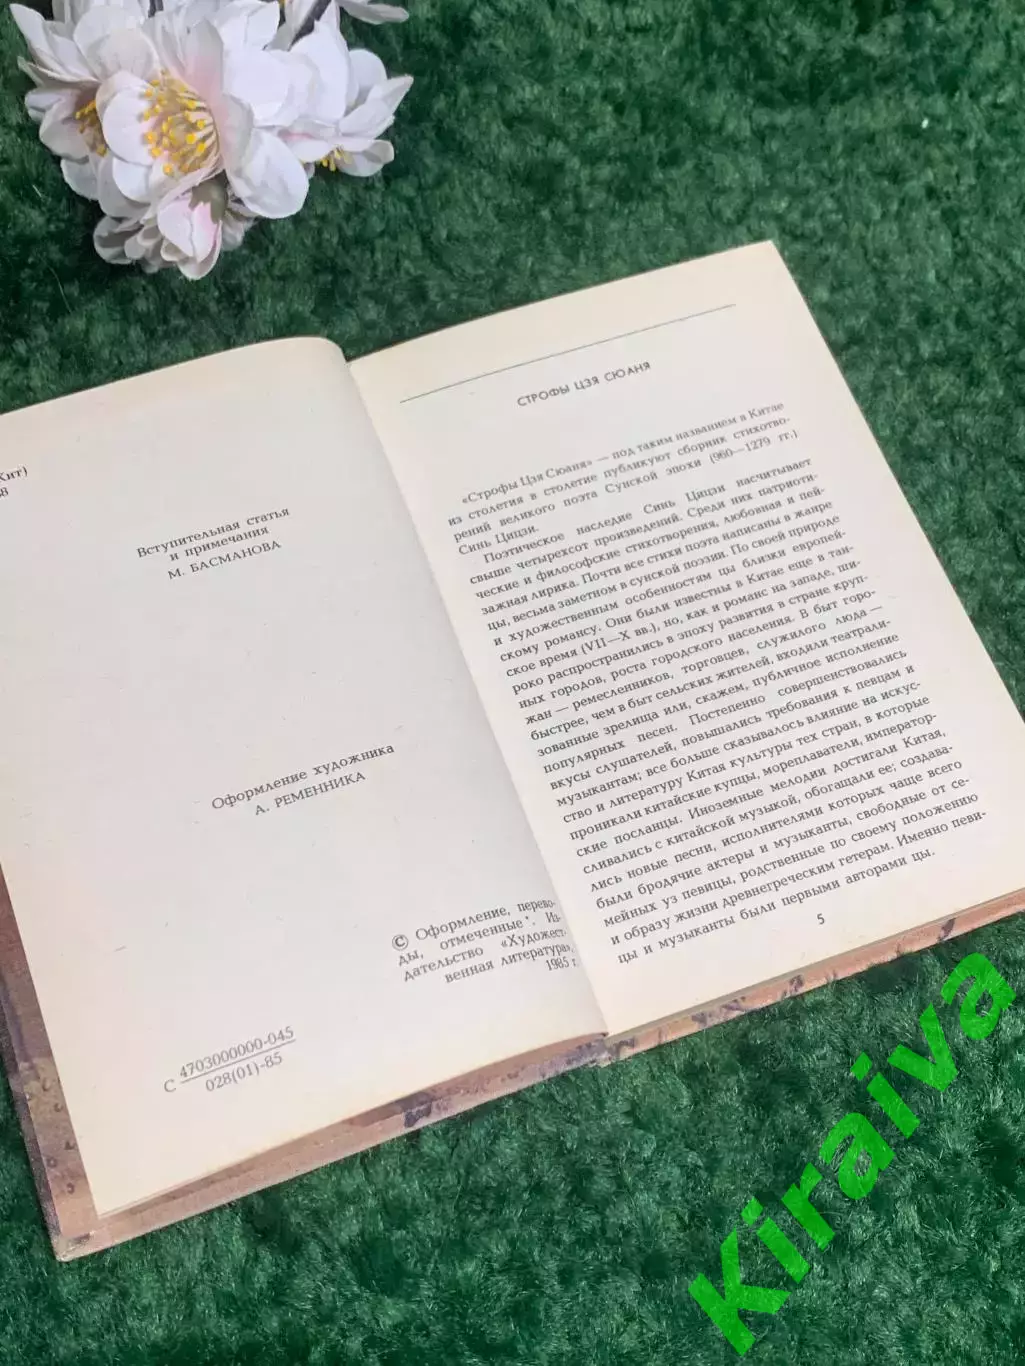 Кит)
8
Вступительная статья
и примечания
М. БАСМАНОВА
Оформление художника
А. РЕМЕННИКА
© Оформление, перево-
ды, отмеченные*. Из-
дательство «Художест-
венная литература»,
1985 г.
С 4703000000-045
028(01)-85
СТРОФЫ ЦЗЯ СЮАНЯ
«Строфы Цзя Сюаня» — под таким названием в Китае
из столетия в столетие публикуют сборник стихотво-
рений великого поэта Сунской эпохи (960—1279 гг.)
Синь Цицзи.
Поэтическое наследие Синь Цицзи насчитывает
свыше четырехсот произведений. Среди них патриоти-
ческие и философские стихотворения, любовная и пей-
зажная лирика. Почти все стихи поэта написаны в жанре
цы, весьма заметном в сунской поэзии. По своей природе
и художественным особенностям цы близки европей-
скому романсу. Они были известны в Китае еще в тан-
ское время (VII—X вв.), но, как и романс на западе, ши-
роко распространились в эпоху развития в стране круп-
ных городов, роста городского населения. В быт горо-
жан — ремесленников, торговцев, служилого люда —
быстрее, чем в быт сельских жителей, входили театрали-
зованные зрелища или, скажем, публичное исполнение
популярных песен. Постепенно совершенствовались
вкусы слушателей, повышались требования к певцам и
музыкантам; все больше сказывалось влияние на искус-
ство и литературу Китая культуры тех стран, в которые
проникали китайские купцы, мореплаватели, император-
ские посланцы. Иноземные мелодии достигали Китая,
сливались с китайской музыкой, обогащали ее; создава-
лись новые песни, исполнителями которых чаще всего
были бродячие актеры и музыканты, свободные от се-
мейных уз певицы, родственные по своему положению
и образу жизни древнегреческим гетерам. Именно певи-
цы и музыканты были первыми авторами цы.
5
Kiraiva